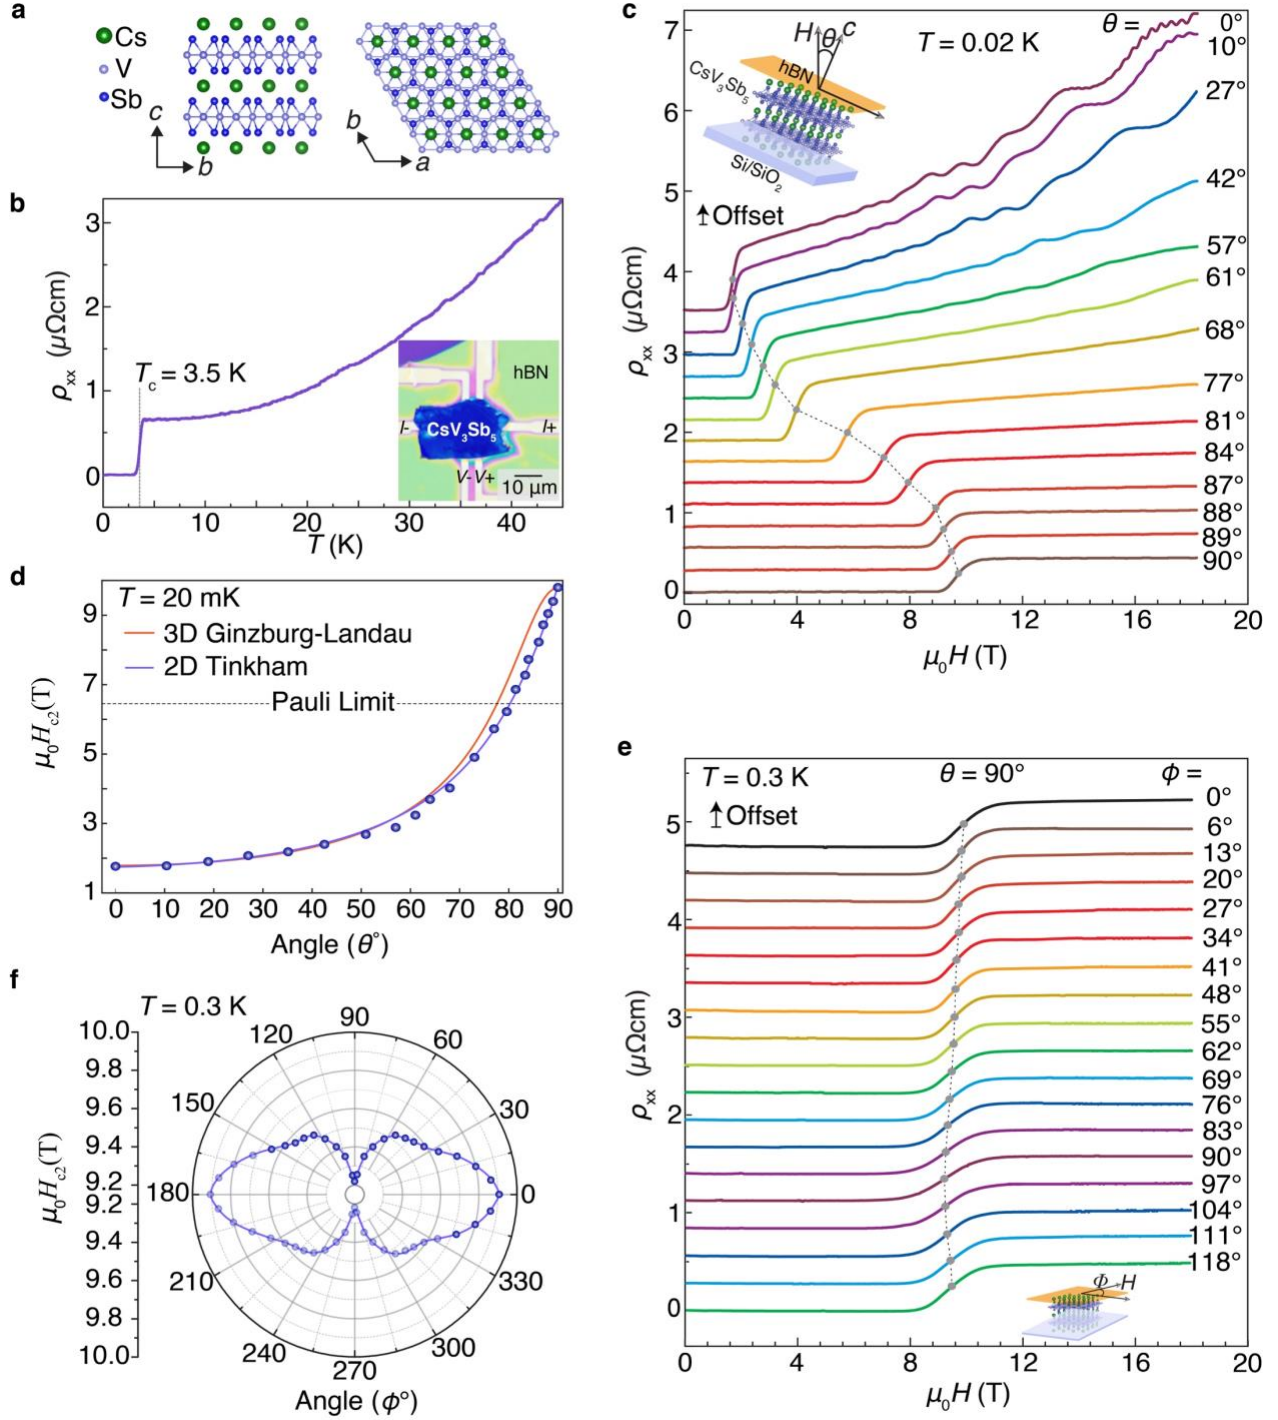 a
Cs
V
Sb
c
b
b
a
b
ρxx (μΩcm)
3
2
1
0
Tc = 3.5 K
hBN
I-
CsV3Sb5
I+
V- V+
10 μm
0
10
20
30
40
T (K)
c
7
6
5
4
3
2
1
0
ρxx (μΩcm)
H
θ
c
hBN
CsV3Sb5
Si/SiO2
T = 0.02 K
θ =
Offset
0°
10°
27°
42°
57°
61°
68°
77°
81°
84°
87°
88°
89°
90°
0
4
8
12
16
20
μ0H (T)
d
T = 20 mK
3D Ginzburg-Landau
2D Tinkham
Pauli Limit
μ0Hc2(T)
9
7
5
3
1
0
10
20
30
40
50
60
70
80
90
Angle (θ°)
e
T = 0.3 K
θ = 90°
ϕ =
Offset
0°
6°
13°
20°
27°
34°
41°
48°
55°
62°
69°
76°
83°
90°
97°
104°
111°
118°
5
4
3
2
1
0
ρxx (μΩcm)
Φ
H
0
4
8
12
16
20
μ0H (T)
f
T = 0.3 K
10.0
9.8
9.6
9.4
9.2
9.2
9.4
9.6
9.8
10.0
μ0Hc2(T)
90
60
30
0
330
300
270
240
210
180
150
120
Angle (ϕ°)